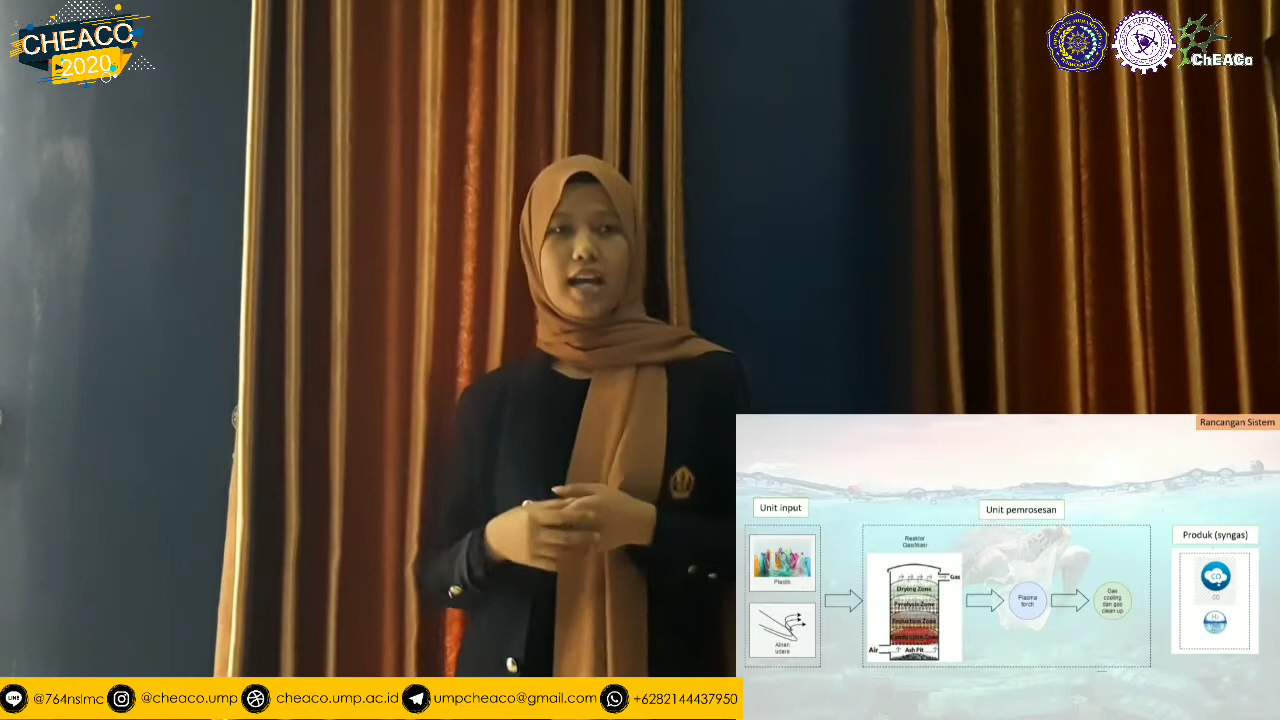 CHEACO
2020
ChEACo
Rancangan Sistem
Unit input
Unit pemrosesan
Produk (syngas)
Reaktor
Gasifikasi
Plastik
Aliran
udara
Gas
Drying Zone
Pyrolysis Zone
Reduction Zone
Combustion Zone
Air
Ash Pit
Plasma
torch
Gas
cooling
dan gas
clean up
CO
CO
H₂
@764nslmc
@cheaco.ump
cheaco.ump.ac.id
umpcheaco@gmail.com
+6282144437950